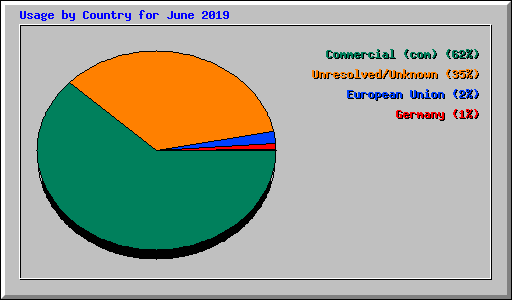 Usage by Country for June 2019
Commercial (com) (62%)
Unresolved/Unknown (35%)
European Union (2%)
Germany (1%)